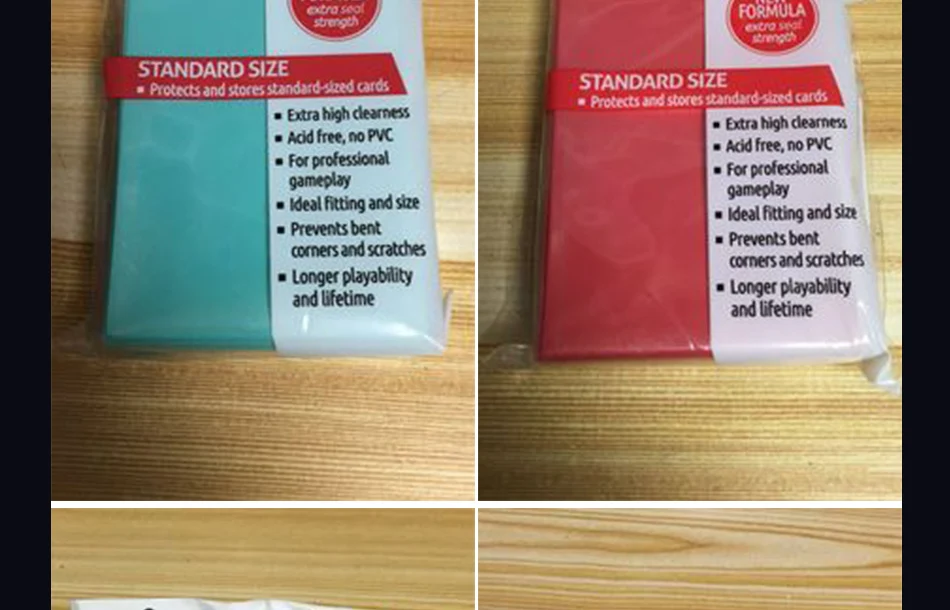 extra seal
strength
STANDARD SIZE
▪ Protects and stores standard-sized cards
▪ Extra high clearness
▪ Acid free, no PVC
▪ For professional
gameplay
▪ Ideal fitting and size
▪ Prevents bent
corners and scratches
▪ Longer playability
and lifetime
NEW
FORMULA
extra seal
strength
STANDARD SIZE
▪ Protects and stores standard-sized cards
▪ Extra high clearness
▪ Acid free, no PVC
▪ For professional
gameplay
▪ Ideal fitting and size
▪ Prevents bent
corners and scratches
▪ Longer playability
and lifetime